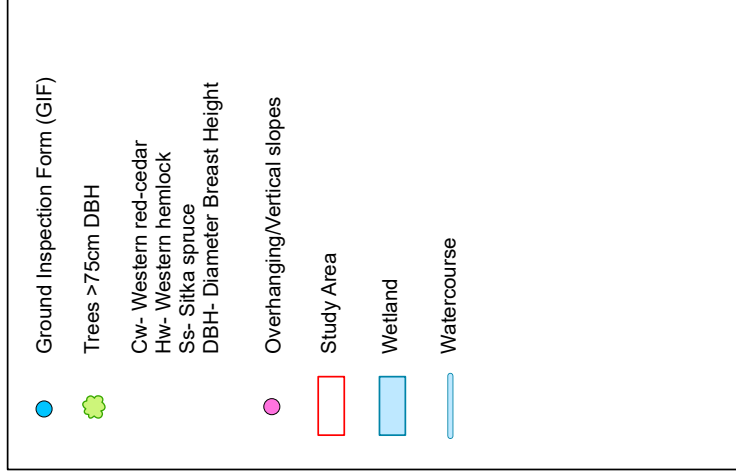 Ground Inspection Form (GIF)
Trees >75cm DBH
Cw- Western red-cedar
Hw- Western hemlock
Ss- Sitka spruce
DBH- Diameter Breast Height
Overhanging/Vertical slopes
Study Area
Wetland
Watercourse